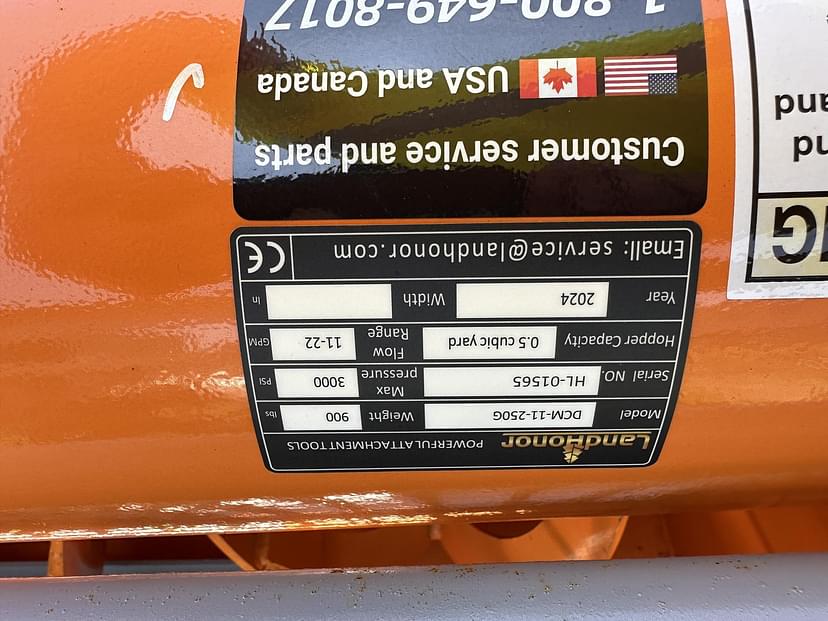 LandHonor POWERFUL ATTACHMENT TOOLS
Model DCM-11-250G Weight 900 lbs
Serial NO. HL-01565 Max pressure 3000 PSI
Hopper Capacity 0.5 cubic yard Flow Range 11-22 GPM
Year 2024 Width In
Email: service@landhonor.com CE
Customer service and parts
USA and Canada
1-800-649-8017